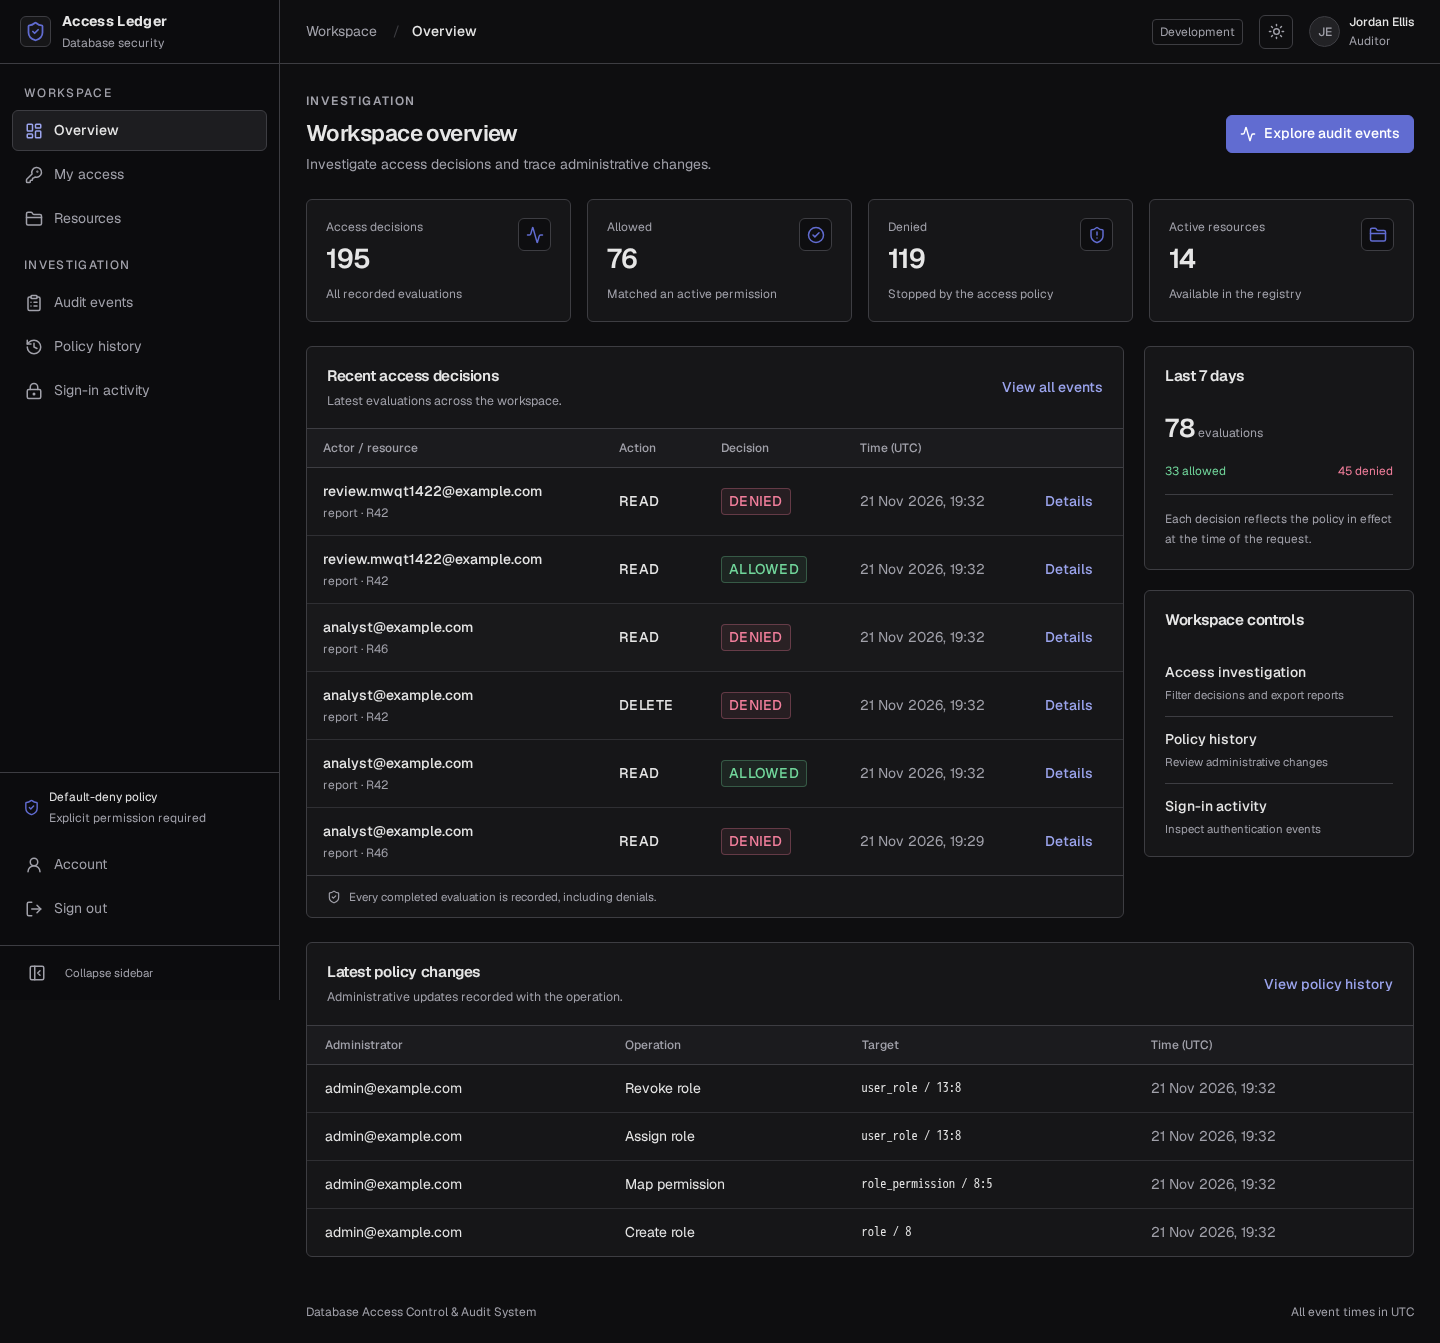 Access Ledger
Database security
WORKSPACE
Overview
My access
Resources
INVESTIGATION
Audit events
Policy history
Sign-in activity
Default-deny policy
Explicit permission required
Account
Sign out
Collapse sidebar
Workspace / Overview
Development
JE
Jordan Ellis
Auditor
INVESTIGATION
Workspace overview
Investigate access decisions and trace administrative changes.
Explore audit events
Access decisions
195
All recorded evaluations
Allowed
76
Matched an active permission
Denied
119
Stopped by the access policy
Active resources
14
Available in the registry
Recent access decisions
Latest evaluations across the workspace.
View all events
Actor / resource Action Decision Time (UTC)
review.mwqt1422@example.com READ DENIED 21 Nov 2026, 19:32 Details
report · R42
review.mwqt1422@example.com READ ALLOWED 21 Nov 2026, 19:32 Details
report · R42
analyst@example.com READ DENIED 21 Nov 2026, 19:32 Details
report · R46
analyst@example.com DELETE DENIED 21 Nov 2026, 19:32 Details
report · R42
analyst@example.com READ ALLOWED 21 Nov 2026, 19:32 Details
report · R42
analyst@example.com READ DENIED 21 Nov 2026, 19:29 Details
report · R46
Every completed evaluation is recorded, including denials.
Last 7 days
78 evaluations
33 allowed 45 denied
Each decision reflects the policy in effect
at the time of the request.
Workspace controls
Access investigation
Filter decisions and export reports
Policy history
Review administrative changes
Sign-in activity
Inspect authentication events
Latest policy changes
Administrative updates recorded with the operation.
View policy history
Administrator Operation Target Time (UTC)
admin@example.com Revoke role user_role / 13:8 21 Nov 2026, 19:32
admin@example.com Assign role user_role / 13:8 21 Nov 2026, 19:32
admin@example.com Map permission role_permission / 8:5 21 Nov 2026, 19:32
admin@example.com Create role role / 8 21 Nov 2026, 19:32
Database Access Control & Audit System
All event times in UTC